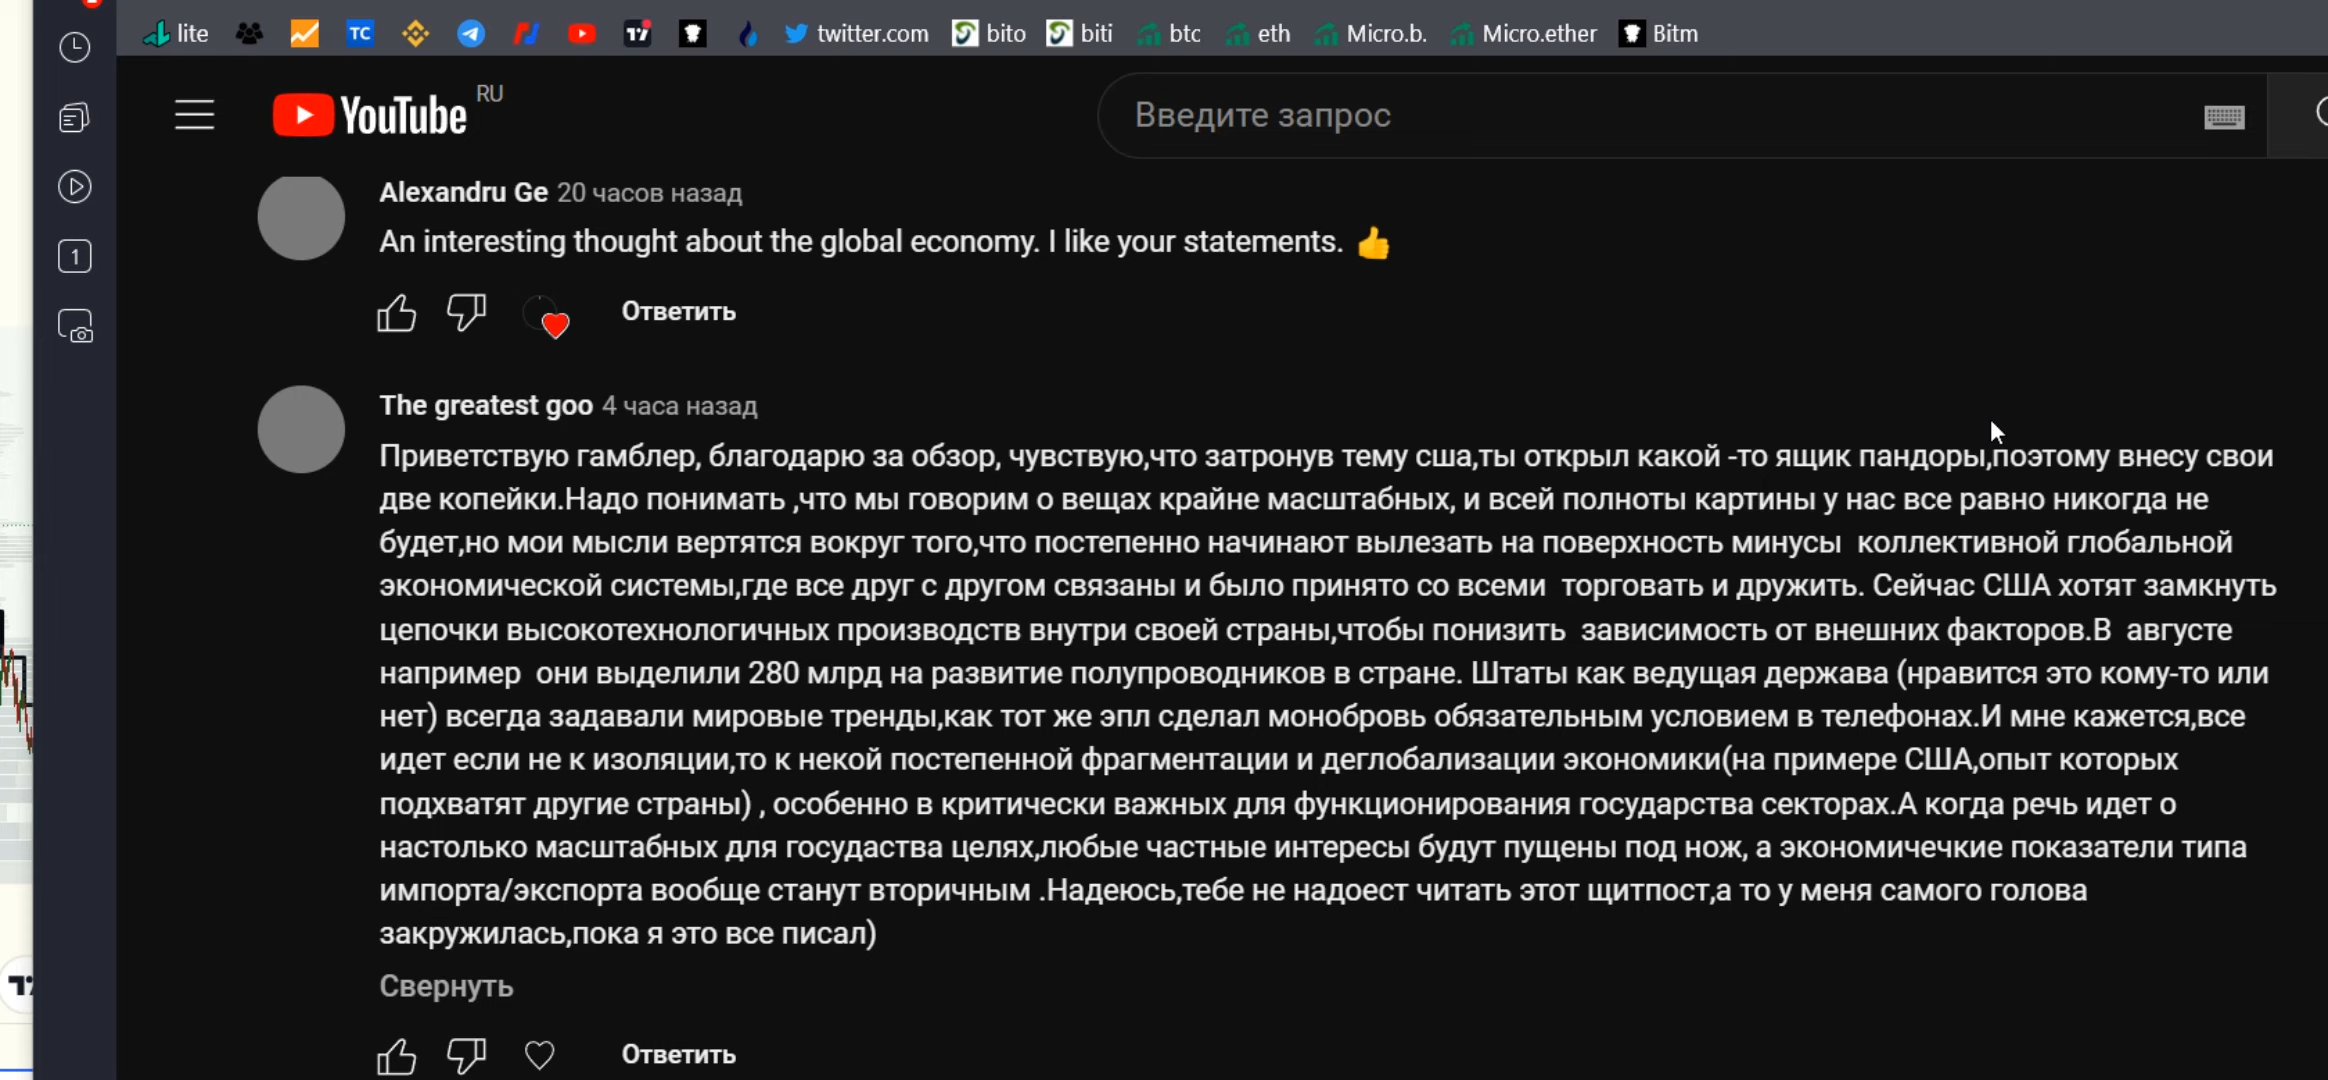 lite TC twitter.com bito biti btc eth Micro.b. Micro.ether Bitm
YouTube RU
Введите запрос
1
Alexandru Ge 20 часов назад
An interesting thought about the global economy. I like your statements. 👍
Ответить
The greatest goo 4 часа назад
Приветствую гамблер, благодарю за обзор, чувствую,что затронув тему сша,ты открыл какой -то ящик пандоры,поэтому внесу свои
две копейки.Надо понимать ,что мы говорим о вещах крайне масштабных, и всей полноты картины у нас все равно никогда не
будет,но мои мысли вертятся вокруг того,что постепенно начинают вылезать на поверхность минусы  коллективной глобальной
экономической системы,где все друг с другом связаны и было принято со всеми  торговать и дружить. Сейчас США хотят замкнуть
цепочки высокотехнологичных производств внутри своей страны,чтобы понизить  зависимость от внешних факторов.В  августе
например  они выделили 280 млрд на развитие полупроводников в стране. Штаты как ведущая держава (нравится это кому-то или
нет) всегда задавали мировые тренды,как тот же эпл сделал монобровь обязательным условием в телефонах.И мне кажется,все
идет если не к изоляции,то к некой постепенной фрагментации и деглобализации экономики(на примере США,опыт которых
подхватят другие страны) , особенно в критически важных для функционирования государства секторах.А когда речь идет о
настолько масштабных для госудаства целях,любые частные интересы будут пущены под нож, а экономичечкие показатели типа
импорта/экспорта вообще станут вторичным .Надеюсь,тебе не надоест читать этот щитпост,а то у меня самого голова
закружилась,пока я это все писал)
Свернуть
Ответить